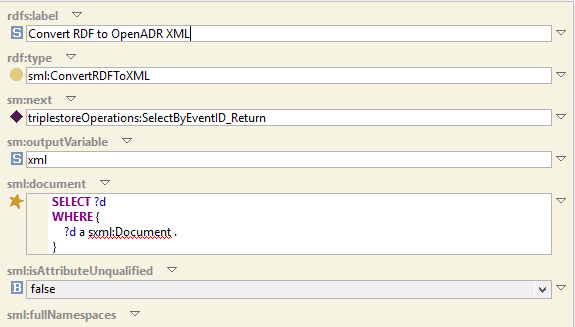 rdfs:label
S Convert RDF to OpenADR XML
rdf:type
sml:ConvertRDFToXML
sm:next
triplestoreOperations:SelectByEventID_Return
sm:outputVariable
S xml
sml:document
SELECT ?d
WHERE {
?d a sxml:Document .
}
sml:isAttributeUnqualified
B false
sml:fullNamespaces